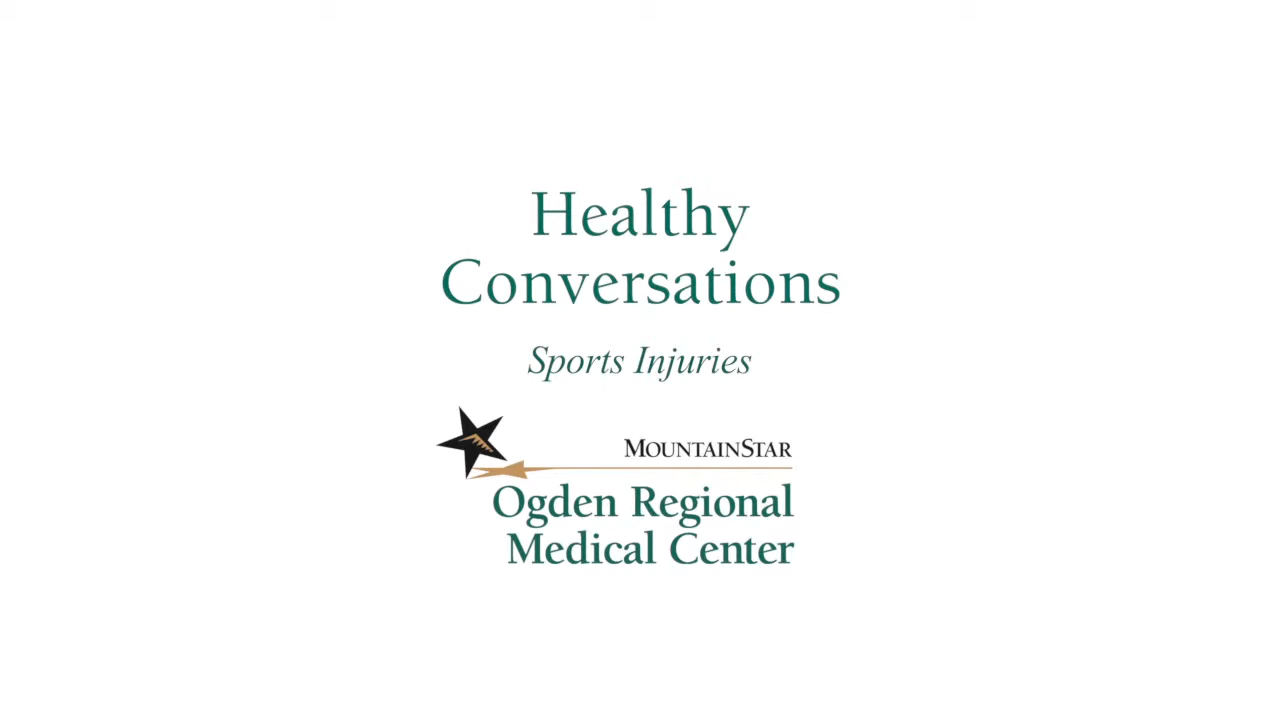 Healthy
Conversations
Sports Injuries
MOUNTAINSTAR
Ogden Regional
Medical Center